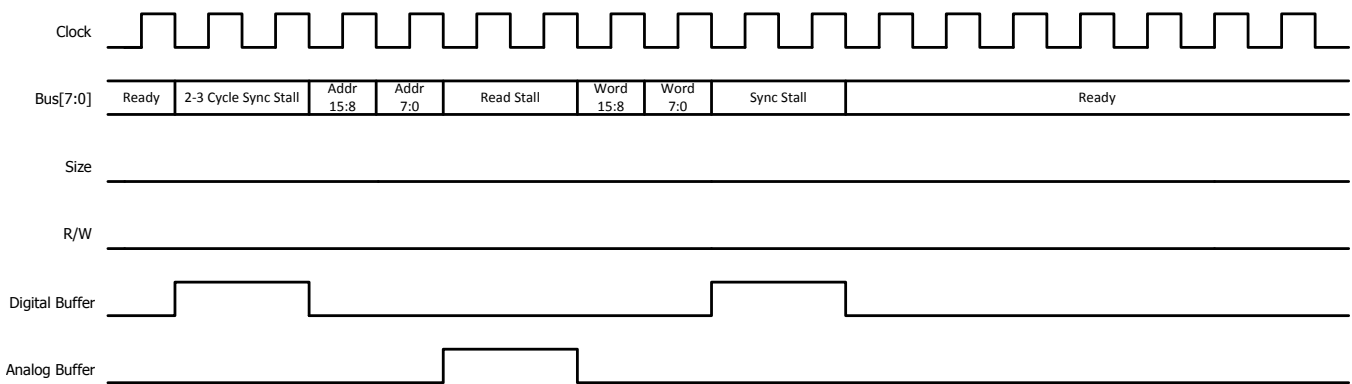 Clock
Bus[7:0]
Ready
2-3 Cycle Sync Stall
Addr
15:8
Addr
7:0
Read Stall
Word
15:8
Word
7:0
Sync Stall
Ready
Size
R/W
Digital Buffer
Analog Buffer